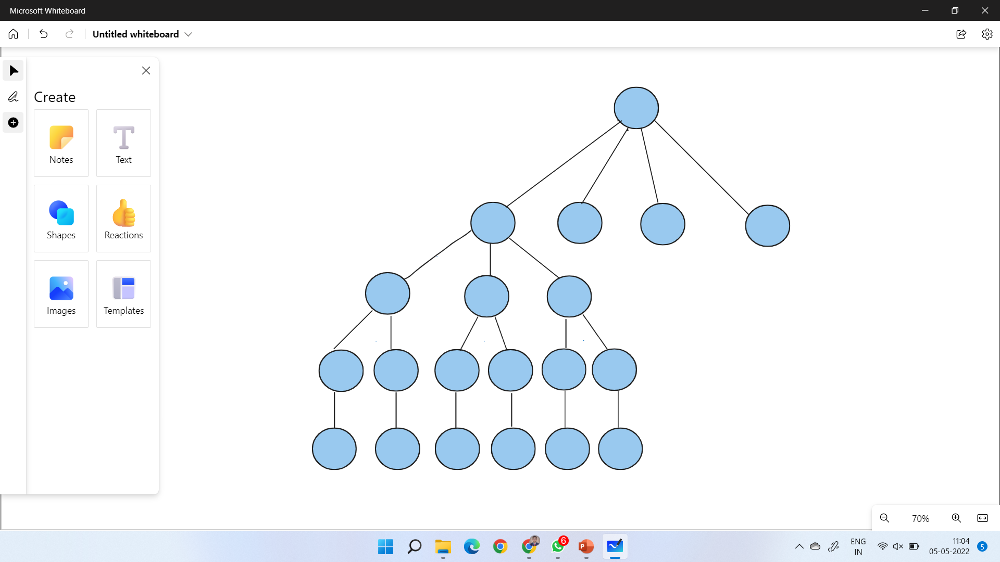 Microsoft Whiteboard
Untitled whiteboard
Create
Notes
Text
Shapes
Reactions
Images
Templates
70%
6
P
ENG
IN
11:04
05-05-2022
5